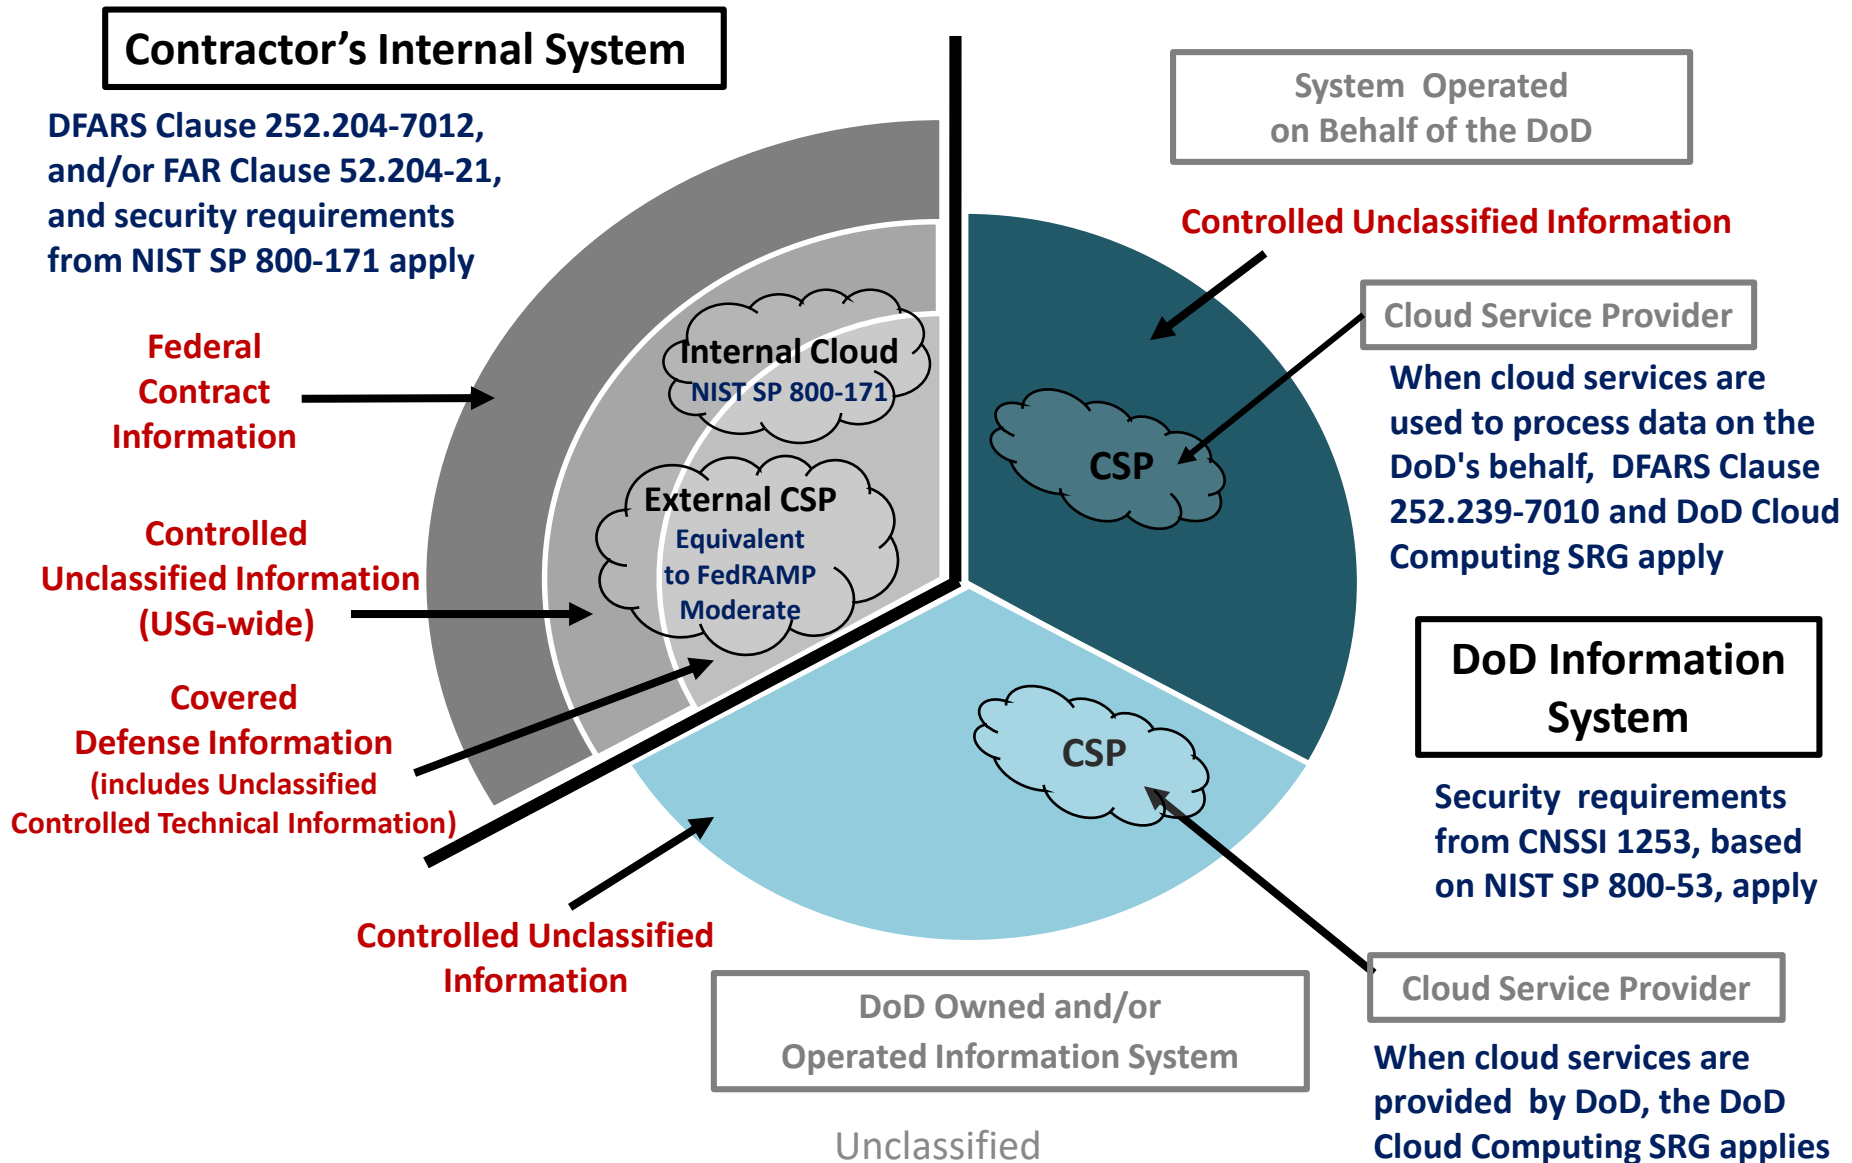 Contractor’s Internal System
DFARS Clause 252.204-7012,
and/or FAR Clause 52.204-21,
and security requirements
from NIST SP 800-171 apply
Federal
Contract
Information
Controlled
Unclassified Information
(USG-wide)
Covered
Defense Information
(includes Unclassified
Controlled Technical Information)
Internal Cloud
NIST SP 800-171
External CSP
Equivalent
to FedRAMP
Moderate
System Operated
on Behalf of the DoD
Controlled Unclassified Information
Cloud Service Provider
CSP
When cloud services are
used to process data on the
DoD's behalf, DFARS Clause
252.239-7010 and DoD Cloud
Computing SRG apply
DoD Information
System
Security requirements
from CNSSI 1253, based
on NIST SP 800-53, apply
CSP
Controlled Unclassified
Information
DoD Owned and/or
Operated Information System
Cloud Service Provider
When cloud services are
provided by DoD, the DoD
Cloud Computing SRG applies
Unclassified